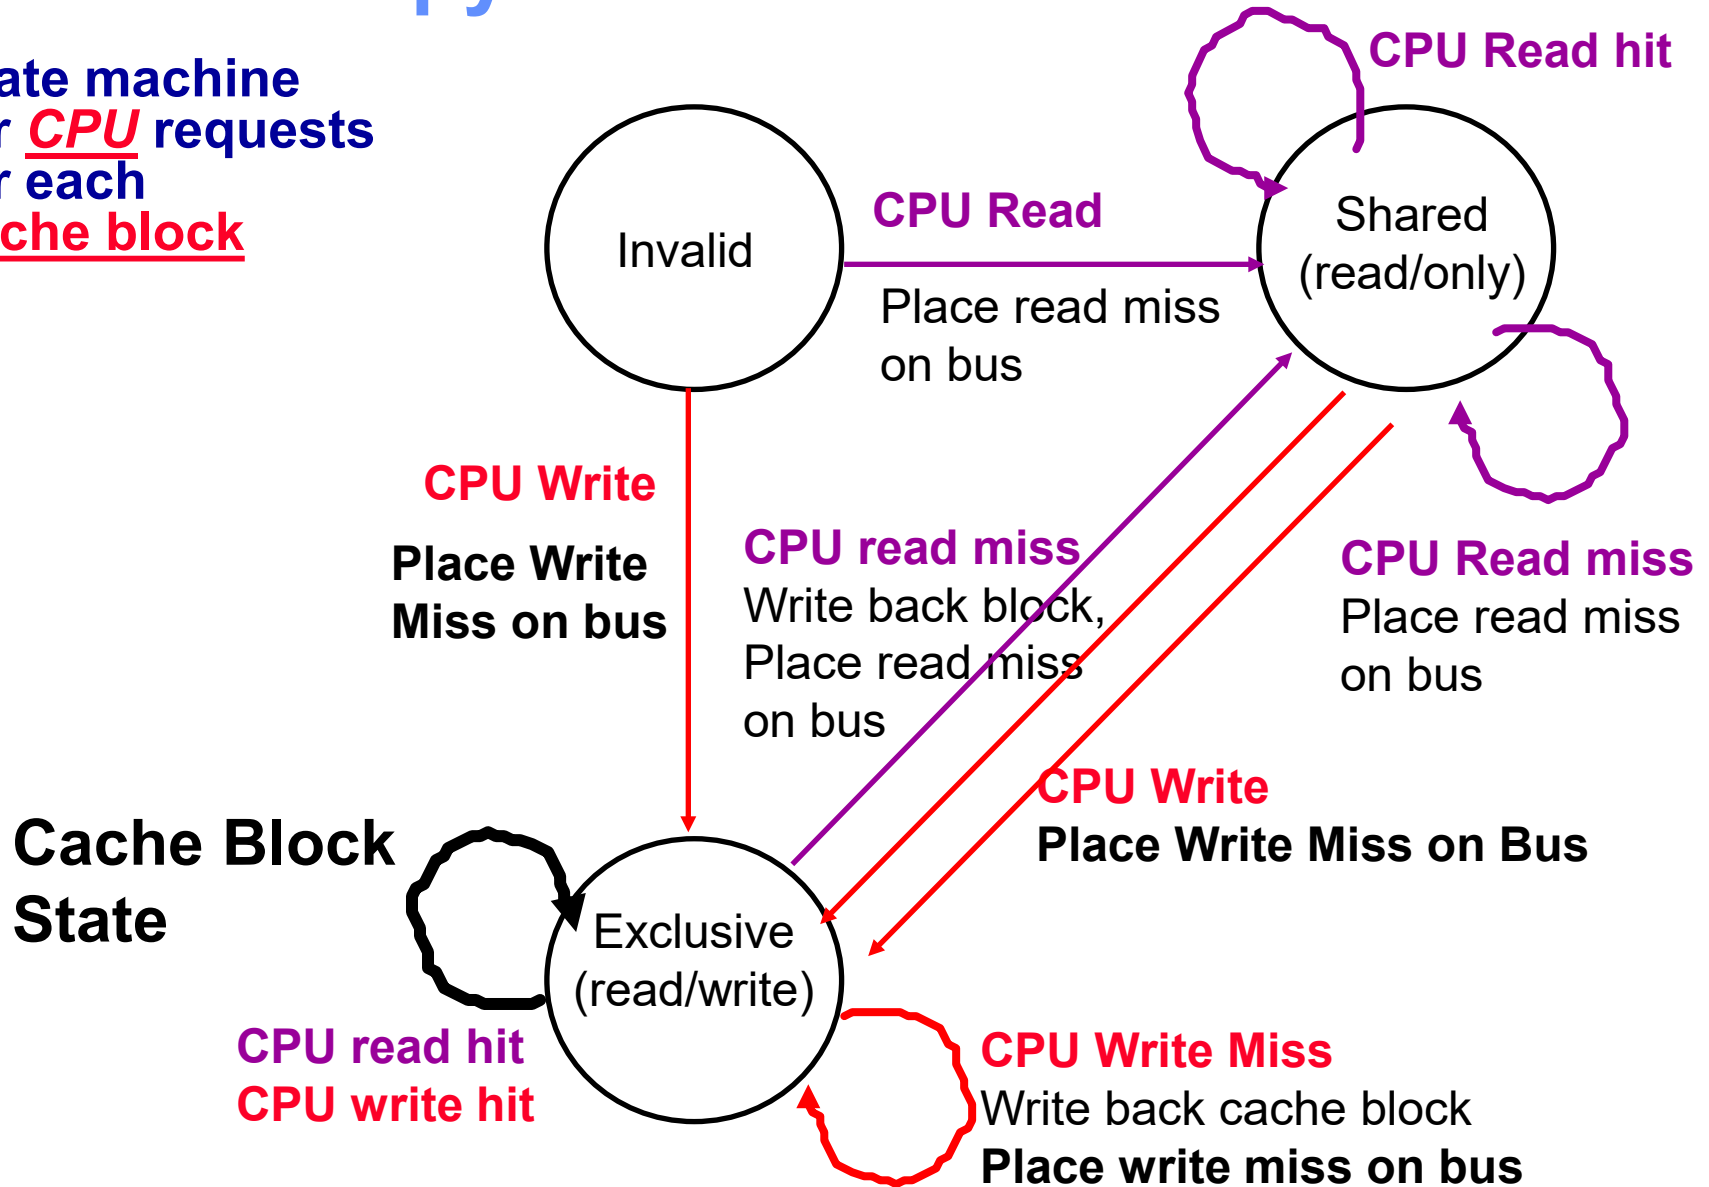 py
ate machine
r CPU requests
r each
che block
CPU Read hit
Invalid
CPU Read
Place read miss
on bus
Shared
(read/only)
CPU Write
Place Write
Miss on bus
CPU read miss
Write back block,
Place read miss
on bus
CPU Read miss
Place read miss
on bus
CPU Write
Place Write Miss on Bus
Cache Block
State
Exclusive
(read/write)
CPU read hit
CPU write hit
CPU Write Miss
Write back cache block
Place write miss on bus